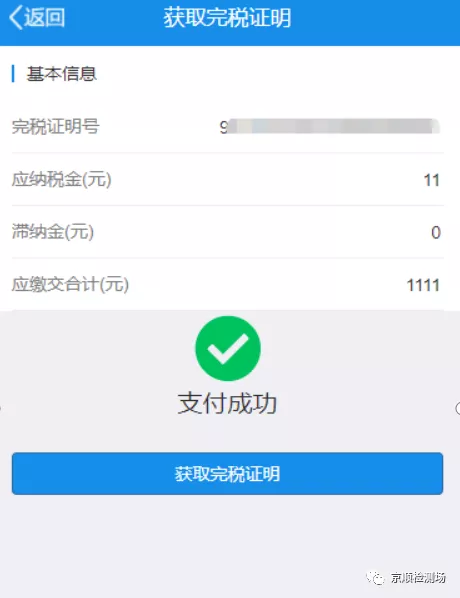 返回 获取完税证明
基本信息
完税证明号 9
应纳税金(元) 11
滞纳金(元) 0
应缴交合计(元) 1111
支付成功
获取完税证明
京顺检测场